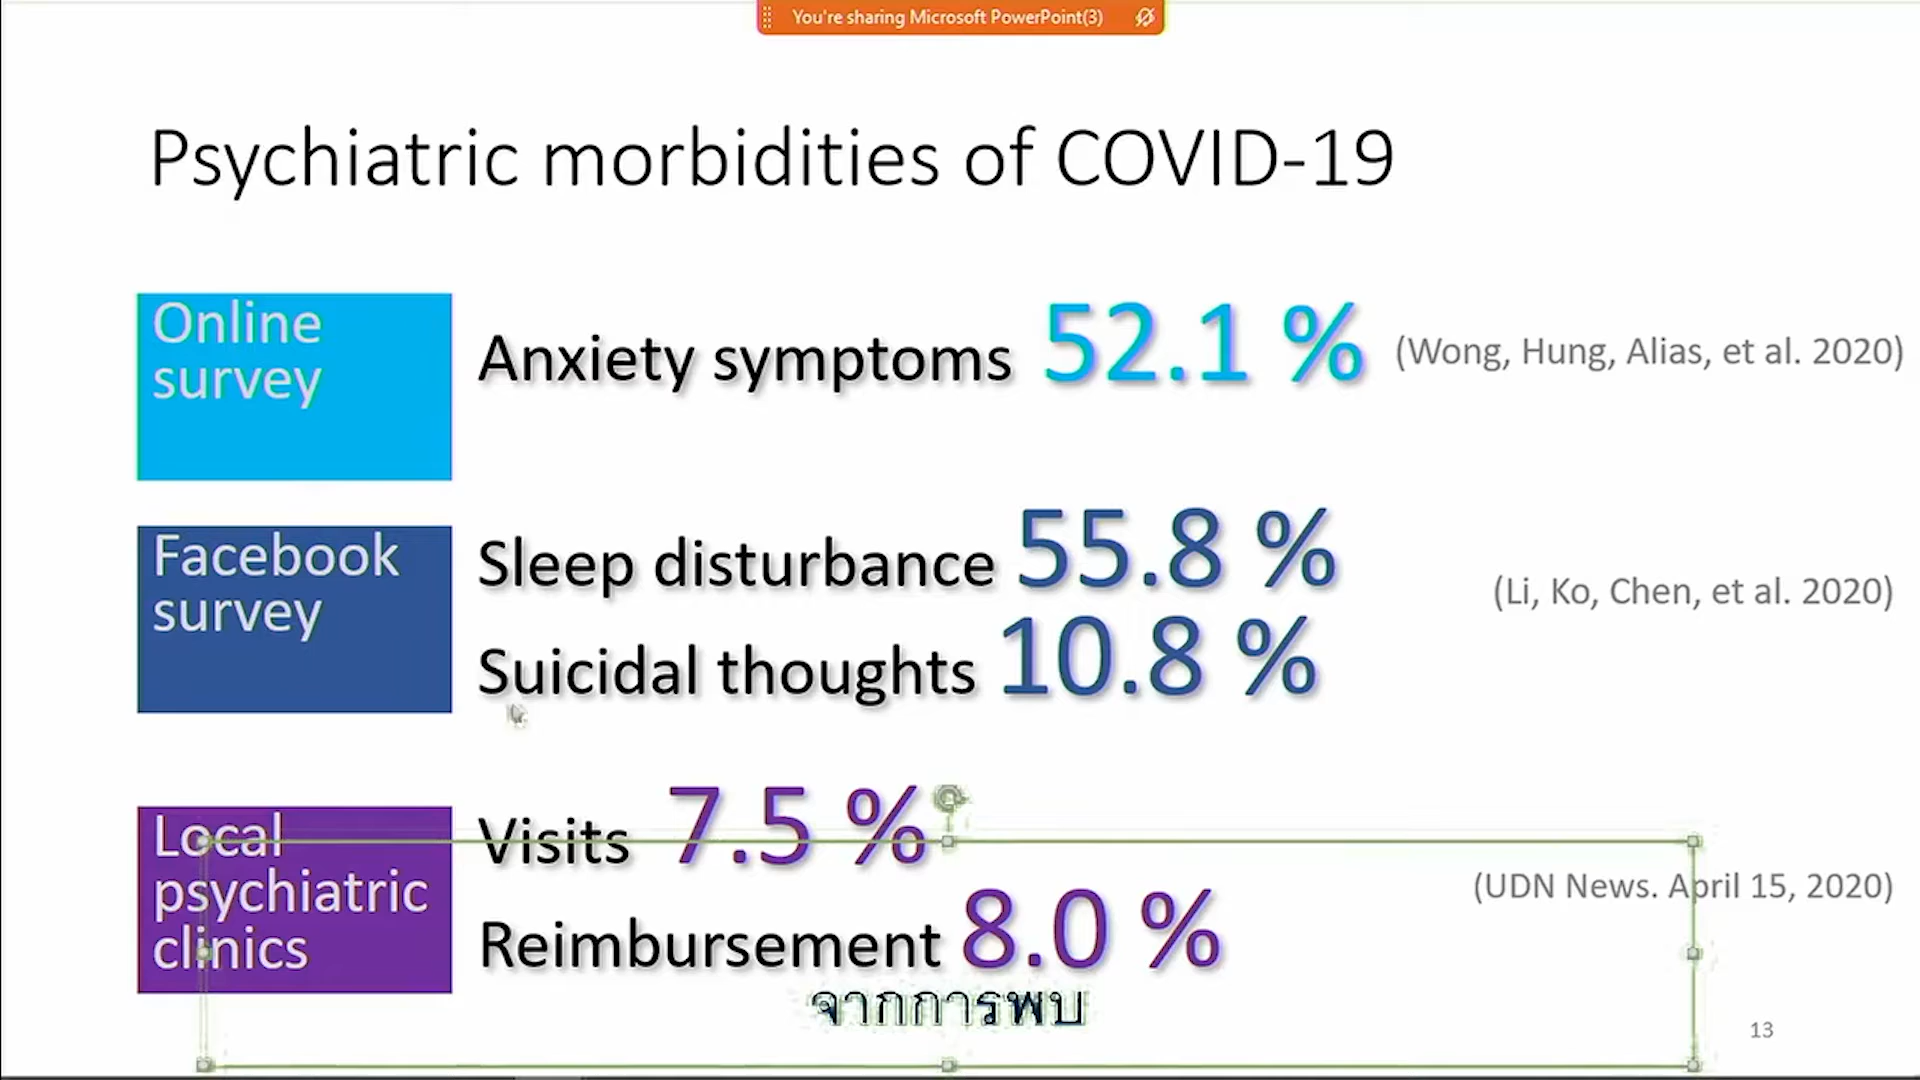 You're sharing Microsoft PowerPoint(3)
Psychiatric morbidities of COVID-19
Online
survey
Anxiety symptoms 52.1 % (Wong, Hung, Alias, et al. 2020)
Facebook
survey
Sleep disturbance 55.8 %
(Li, Ko, Chen, et al. 2020)
Suicidal thoughts 10.8 %
Local
psychiatric
clinics
Visits 7.5 %
(UDN News. April 15, 2020)
Reimbursement 8.0 %
จากการพบ
13